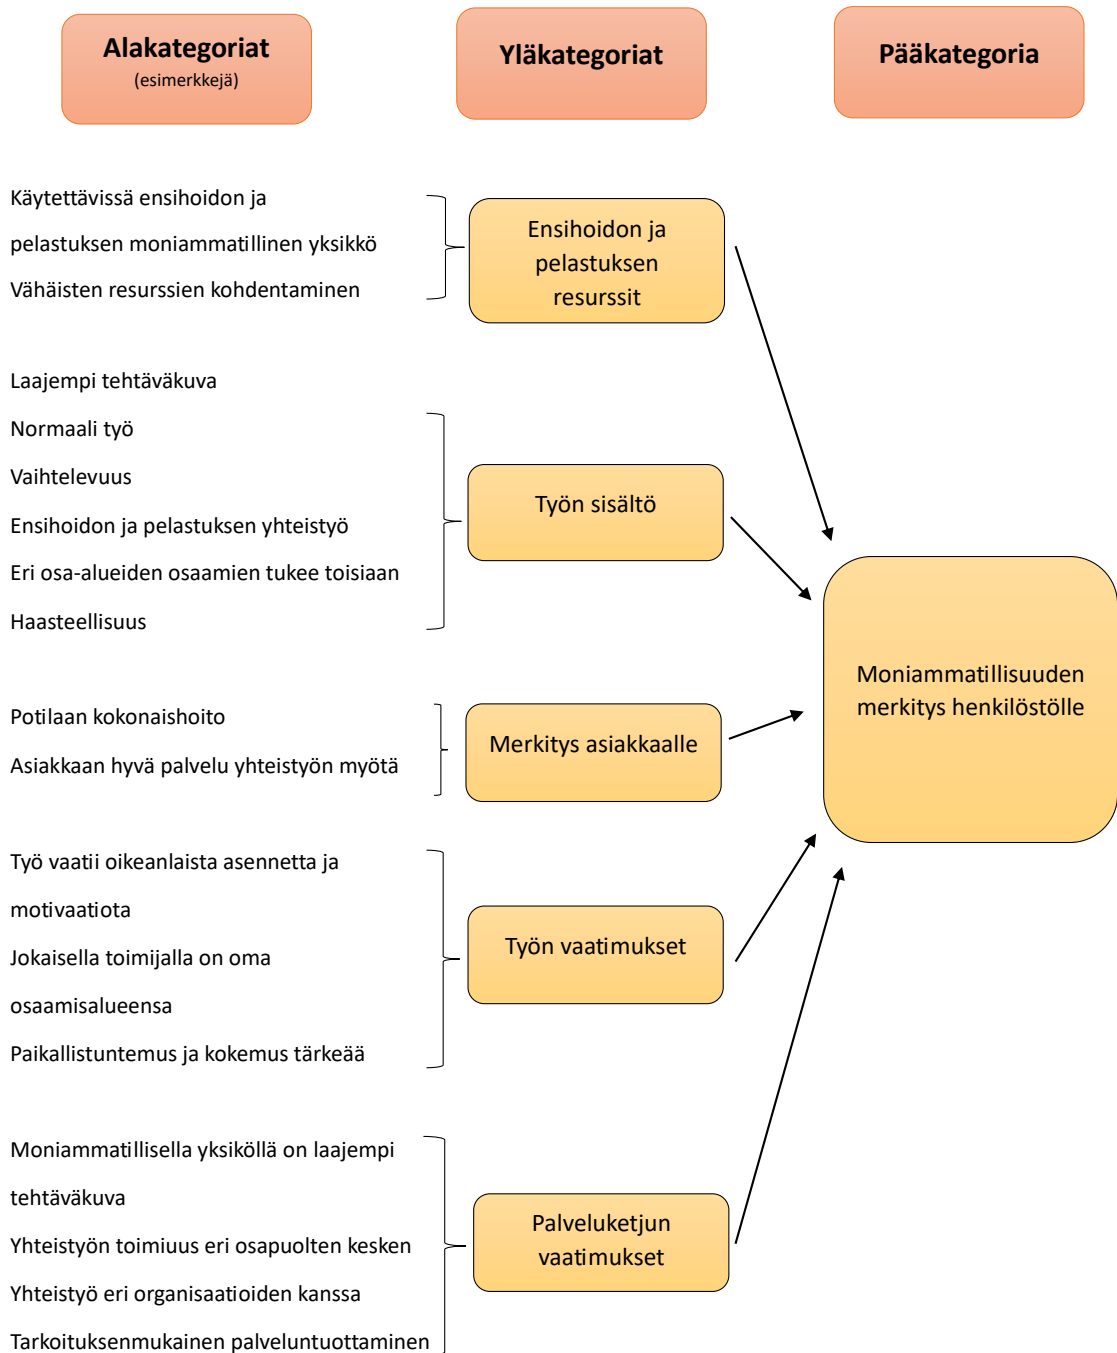 Alakategoriat
(esimerkkejä)
Yläkategoriat
Pääkategoria
Käytettävissä ensihoidon ja
pelastuksen moniammatillinen yksikkö
Vähäisten resurssien kohdentaminen
Ensihoidon ja
pelastuksen
resurssit
Laajempi tehtäväkuva
Normaali työ
Vaihtelevuus
Ensihoidon ja pelastuksen yhteistyö
Eri osa-alueiden osaamien tukee toisiaan
Haasteellisuus
Työn sisältö
Potilaan kokonaishoito
Asiakkaan hyvä palvelu yhteistyön myötä
Merkitys asiakkaalle
Moniammatillisuuden
merkitys henkilöstölle
Työ vaatii oikeanlaista asennetta ja
motivaatiota
Jokaisella toimijalla on oma
osaamisalueensa
Paikallistuntemus ja kokemus tärkeää
Työn vaatimukset
Moniammatillisella yksiköllä on laajempi
tehtäväkuva
Yhteistyön toimiuus eri osapuolten kesken
Yhteistyö eri organisaatioiden kanssa
Tarkoituksenmukainen palveluntuottaminen
Palveluketjun
vaatimukset